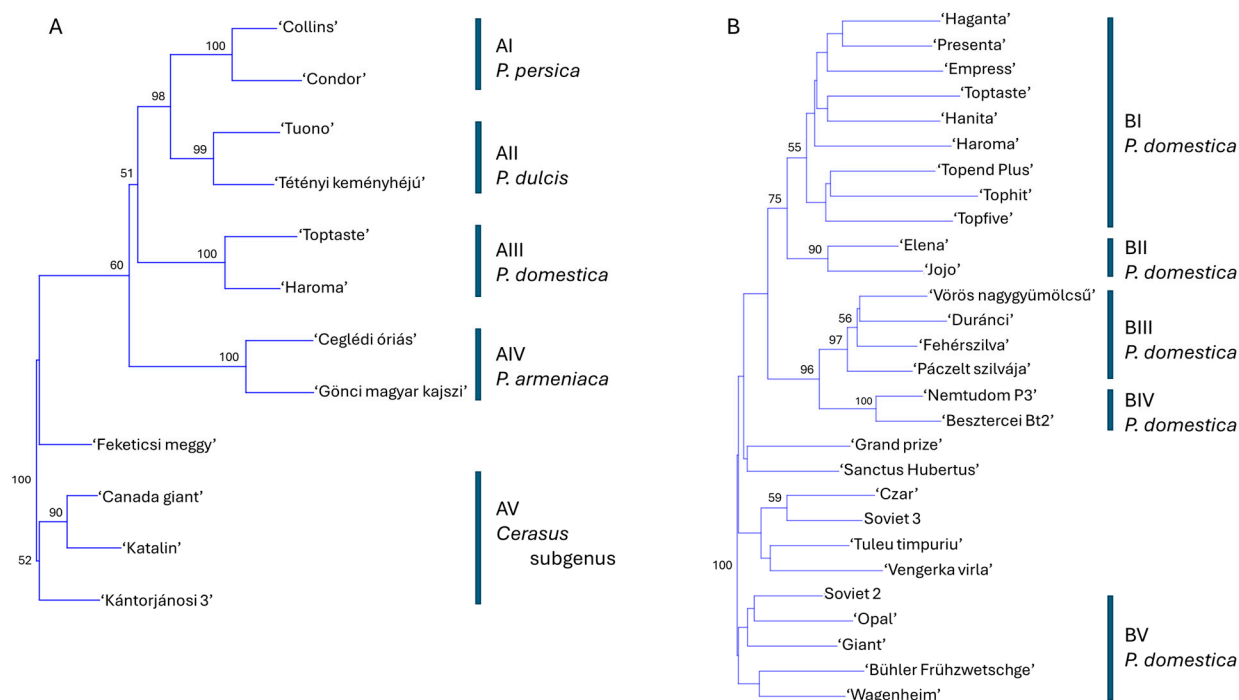 A
‘Collins’
100
‘Condor’
AI
P. persica
98
‘Tuono’
99
‘Tétényi keményhéjú’
AII
P. dulcis
51
‘Toptaste’
100
‘Haroma’
AIII
P. domestica
60
‘Ceglédi óriás’
100
‘Gönci magyar kajszi’
AIV
P. armeniaca
‘Feketicsi meggy’
100
‘Canada giant’
90
‘Katalin’
52
‘Kántorjánosi 3’
AV
Cerasus
subgenus
B
‘Haganta’
‘Presenta’
‘Empress’
‘Toptaste’
‘Hanita’
‘Haroma’
55
‘Topend Plus’
‘Tophit’
‘Topfive’
BI
P. domestica
75
‘Elena’
90
‘Jojo’
BII
P. domestica
‘Vörös nagygyümölcsű’
56
‘Duránci’
97
‘Fehérszilva’
‘Páczelt szilvája’
BIII
P. domestica
96
‘Nemtudom P3’
100
‘Besztercei Bt2’
BIV
P. domestica
‘Grand prize’
‘Sanctus Hubertus’
59
‘Czar’
Soviet 3
‘Tuleu timpuriu’
‘Vengerka virla’
100
Soviet 2
‘Opal’
‘Giant’
‘Bühler Frühzwetschge’
‘Wagenheim’
BV
P. domestica